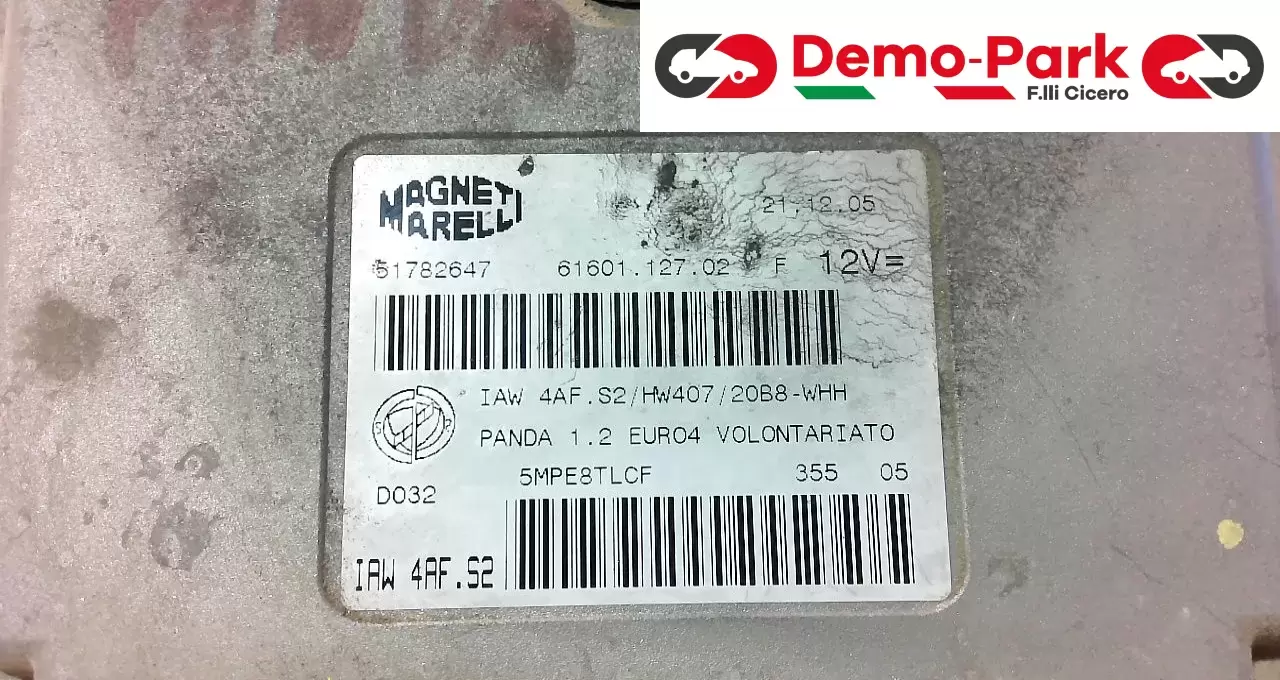 Demo-Park
F.lli Cicero
MAGNETI
MARELLI
21.12.05
51782647 61601.127.02 F 12V=
IAW 4AF.S2/HW407/20B8-WHH
PANDA 1.2 EURO4 VOLONTARIATO
5MPE8TLCF 355 05
D032
IAW 4AF.S2